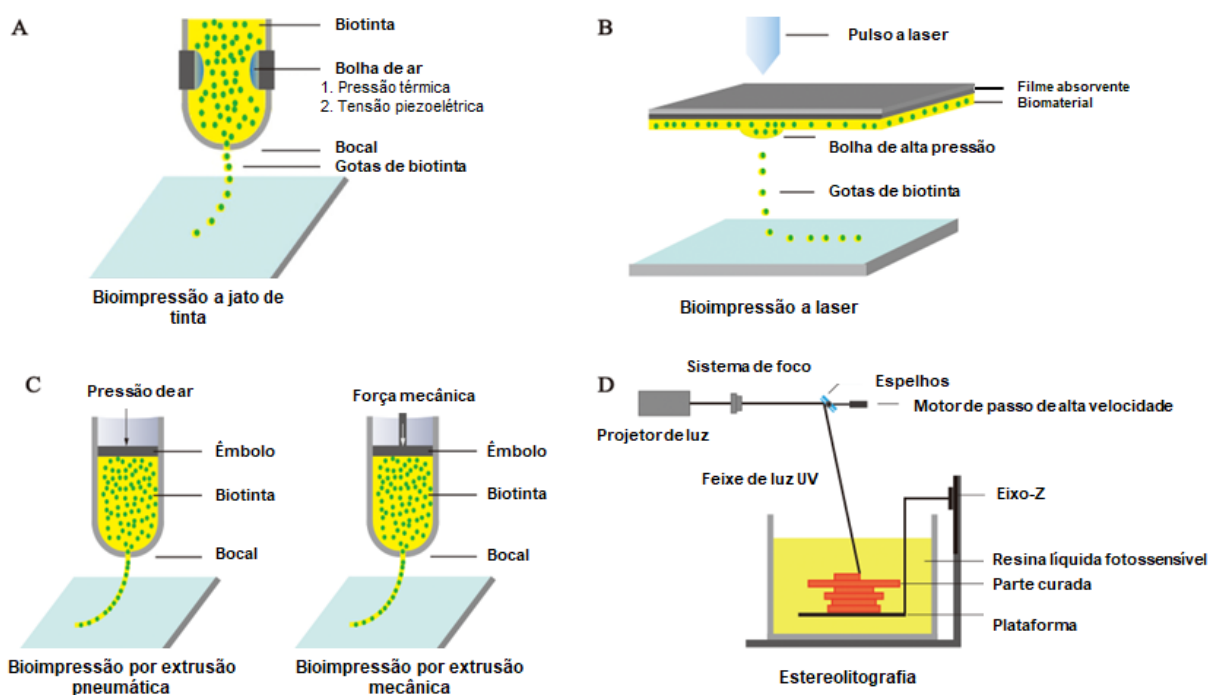 A
Biotinta
Bolha de ar
1. Pressão térmica
2. Tensão piezoelétrica
Bocal
Gotas de biotinta
Bioimpressão a jato de
tinta
B
Pulso a laser
Filme absorvente
Biomaterial
Bolha de alta pressão
Gotas de biotinta
Bioimpressão a laser
C
Pressão de ar
Êmbolo
Biotinta
Bocal
Bioimpressão por extrusão
pneumática
Força mecânica
Êmbolo
Biotinta
Bocal
Bioimpressão por extrusão
mecânica
D
Sistema de foco
Espelhos
Motor de passo de alta velocidade
Projetor de luz
Feixe de luz UV
Eixo-Z
Resina líquida fotossensível
Parte curada
Plataforma
Estereolitografia